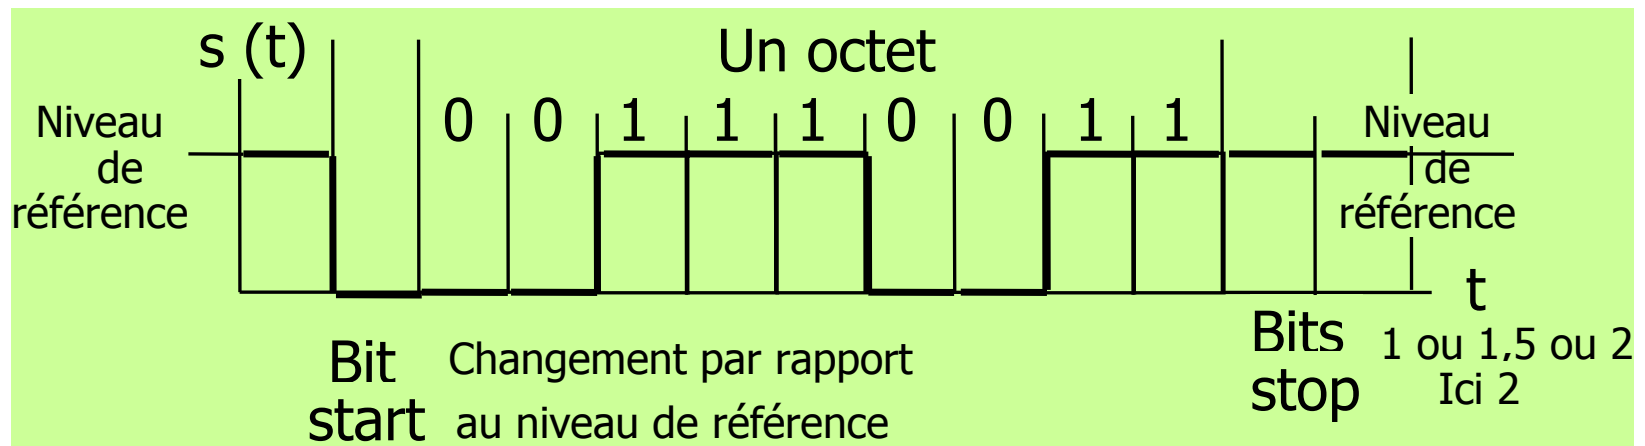 s (t)
Un octet
0 0 1 1 1 0 0 1 1
Niveau
de
référence
Niveau
de
référence
t
Bit
start
Changement par rapport
au niveau de référence
Bits
stop
1 ou 1,5 ou 2
Ici 2